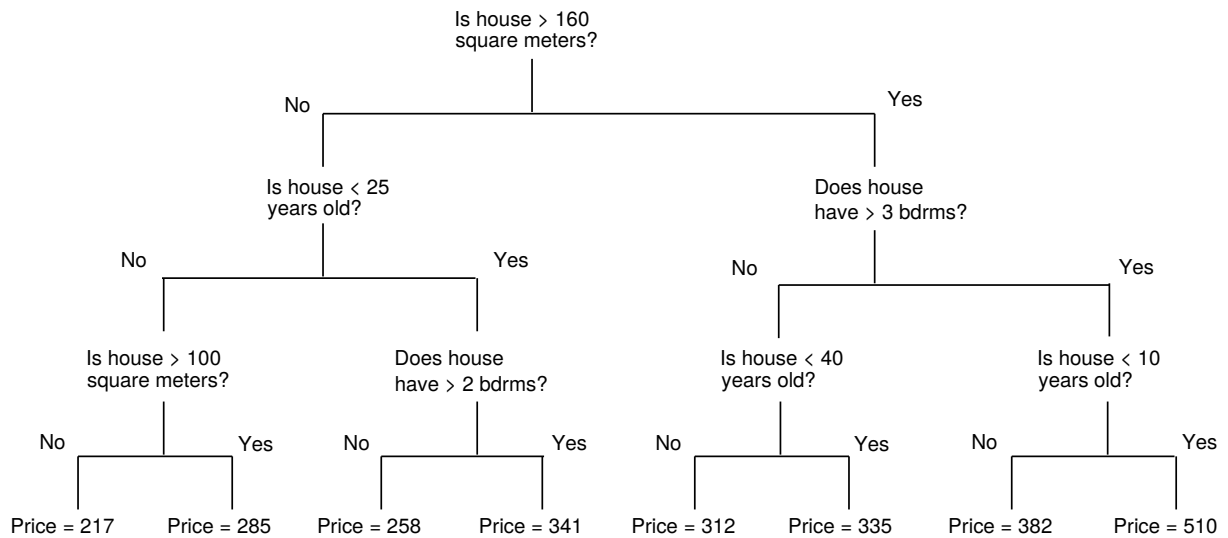 Is house > 160
square meters?
No
Yes
Is house < 25
years old?
Does house
have > 3 bdrms?
No
Yes
No
Yes
Is house > 100
square meters?
Does house
have > 2 bdrms?
Is house < 40
years old?
Is house < 10
years old?
No
Yes
No
Yes
No
Yes
No
Yes
Price = 217
Price = 285
Price = 258
Price = 341
Price = 312
Price = 335
Price = 382
Price = 510